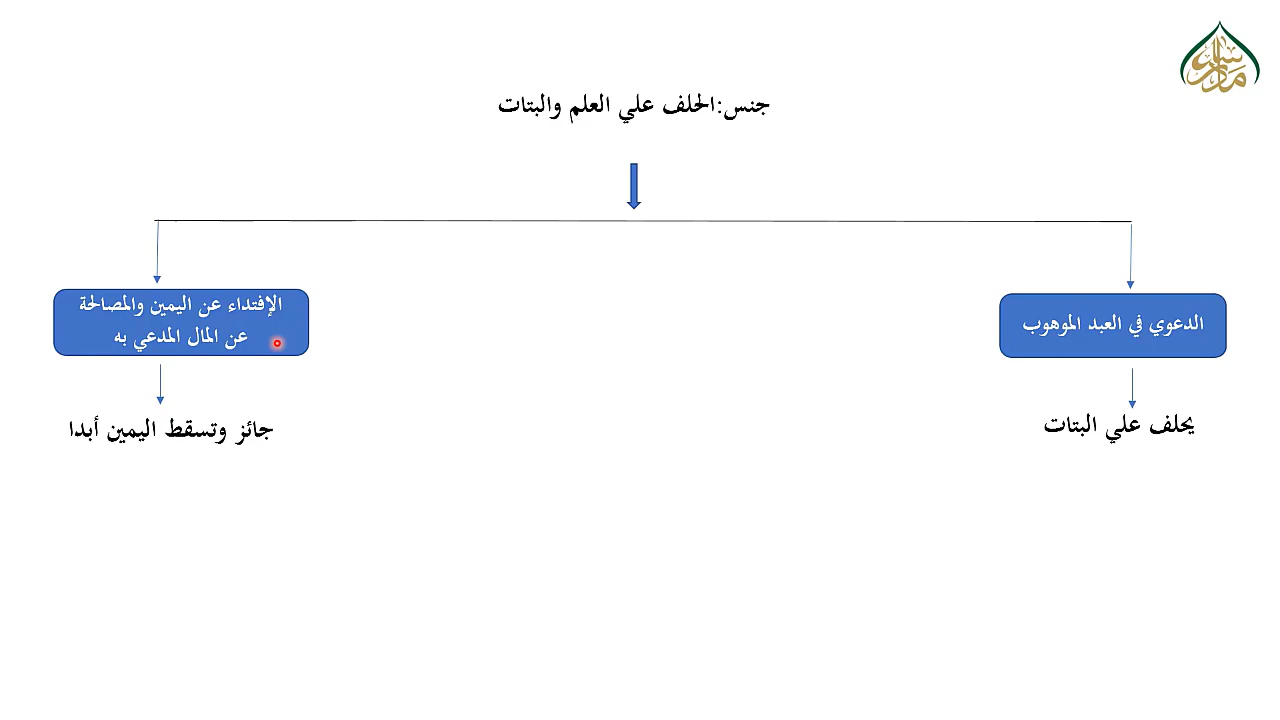 مدرسة
جنس:الحلف علي العلم والبتات
الدعوي في العبد الموهوب
يحلف علي البتات
الإفتداء عن اليمين والمصالحة
عن المال المدعي به
جائز وتسقط اليمين أبدا